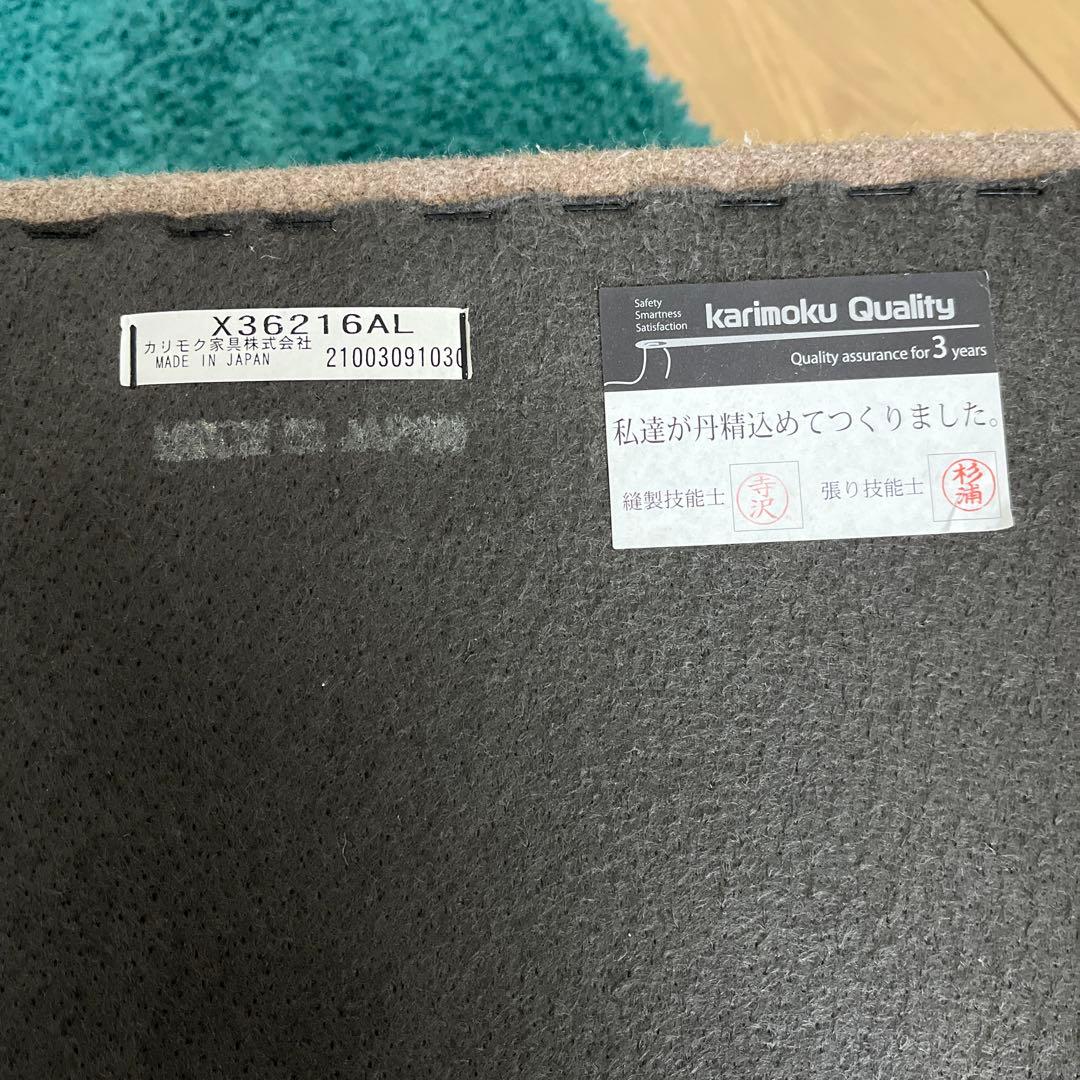 X36216AL
カリモク家具株式会社
MADE IN JAPAN 21003091030
Safety
Smartness
Satisfaction
karimoku Quality
Quality assurance for 3 years
私達が丹精込めてつくりました。
縫製技能士 寺沢 張り技能士 杉浦